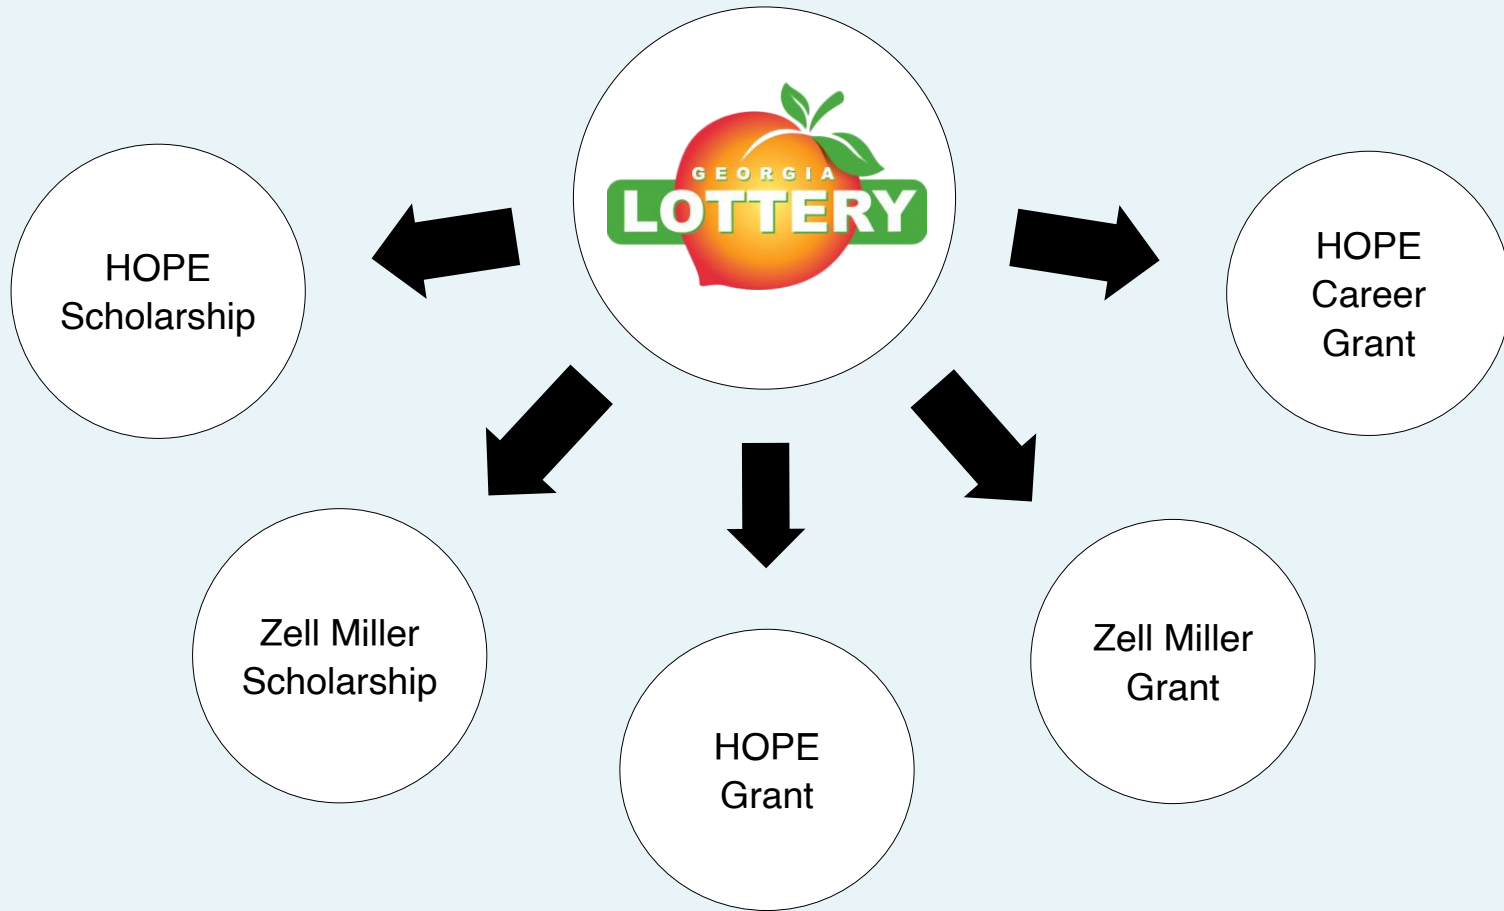 GEORGIA
LOTTERY
HOPE
Scholarship
Zell Miller
Scholarship
HOPE
Grant
Zell Miller
Grant
HOPE
Career
Grant